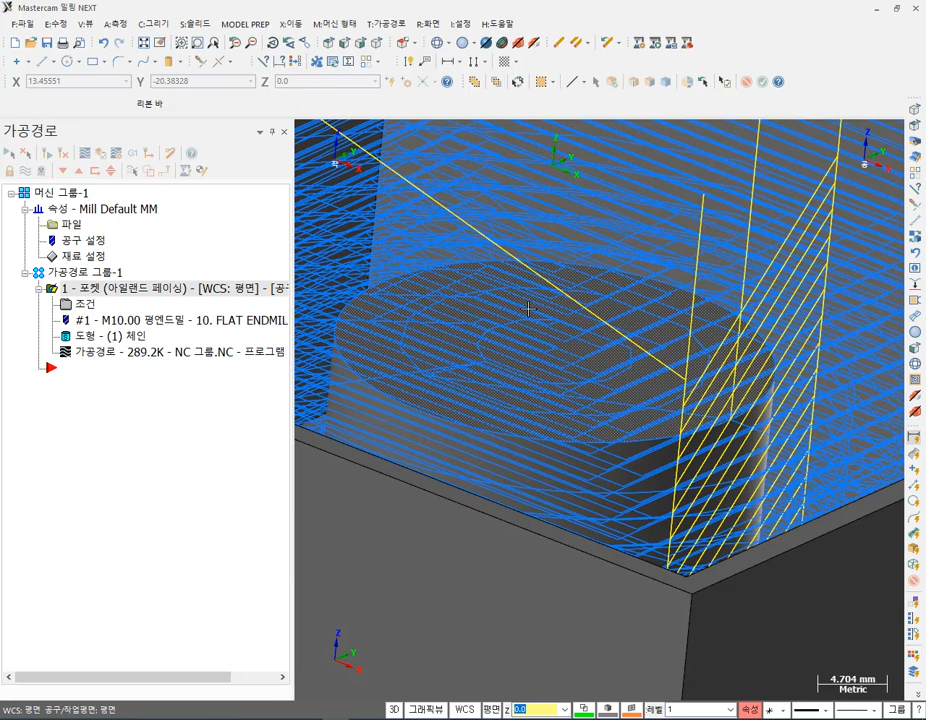 Mastercam 밀링 NEXT
F:파일 E:수정 V:뷰 A:측정 C:그리기 S:솔리드 MODEL PREP X:이동 M:머신 형태 T:가공경로 R:화면 I:설정 H:도움말
X 13.45551 Y -20.38328 Z 0.0
리본 바
가공경로
G1
머신 그룹-1
속성 - Mill Default MM
파일
공구 설정
재료 설정
가공경로 그룹-1
1 - 포켓 (아일랜드 페이싱) - [WCS: 평면] - [공구
조건
#1 - M10.00 평엔드밀 - 10. FLAT ENDMIL
도형 - (1) 체인
가공경로 - 289.2K - NC 그룹.NC - 프로그램
Z Y X
Z Y X
Z Y X
Z Y X
4.704 mm
Metric
WCS: 평면 공구/작업평면: 평면 3D 그래픽뷰 WCS 평면 Z 0.0 레벨 1 속성 그룹